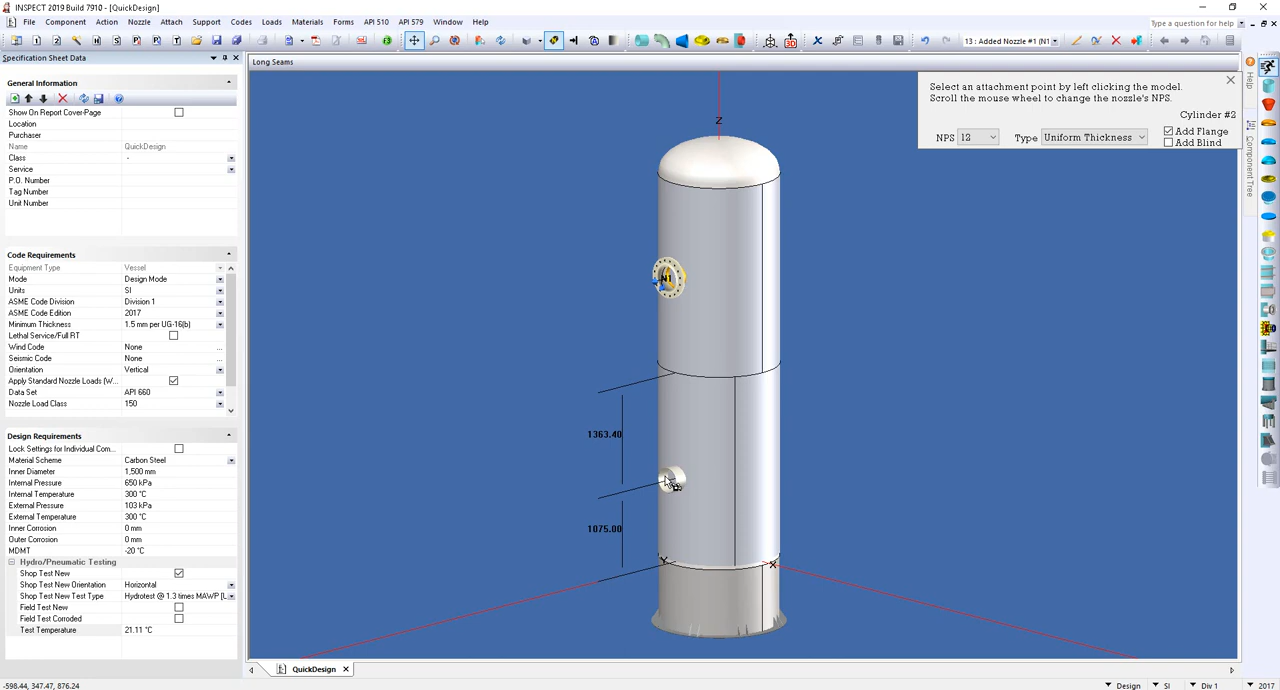 INSPECT 2019 Build 7910 - [QuickDesign]
File Component Action Nozzle Attach Support Codes Loads Materials Forms API 510 API 579 Window Help
Type a question for help
13 : Added Nozzle #1 (N1
Specification Sheet Data
Long Seams
General Information
Show On Report Cover-Page
Location
Purchaser
Name QuickDesign
Class -
Service
P.O. Number
Tag Number
Unit Number
Code Requirements
Equipment Type Vessel
Mode Design Mode
Units SI
ASME Code Division Division 1
ASME Code Edition 2017
Minimum Thickness 1.5 mm per UG-16(b)
Lethal Service/Full RT
Wind Code None ...
Seismic Code None ...
Orientation Vertical
Apply Standard Nozzle Loads (W...
Data Set API 660
Nozzle Load Class 150
Design Requirements
Lock Settings for Individual Com...
Material Scheme Carbon Steel
Inner Diameter 1,500 mm
Internal Pressure 650 kPa
Internal Temperature 300 °C
External Pressure 103 kPa
External Temperature 300 °C
Inner Corrosion 0 mm
Outer Corrosion 0 mm
MDMT -20 °C
Hydro/Pneumatic Testing
Shop Test New
Shop Test New Orientation Horizontal
Shop Test New Test Type Hydrotest @ 1.3 times MAWP [U
Field Test New
Field Test Corroded
Test Temperature 21.11 °C
Select an attachment point by left clicking the model.
Scroll the mouse wheel to change the nozzle's NPS.
Cylinder #2
NPS 12 Type Uniform Thickness
Add Flange
Add Blind
Z
N1
1363.40
1075.00
Y
X
Help
Component Tree
QuickDesign
-598.44, 347.47, 876.24
Design SI Div 1 2017